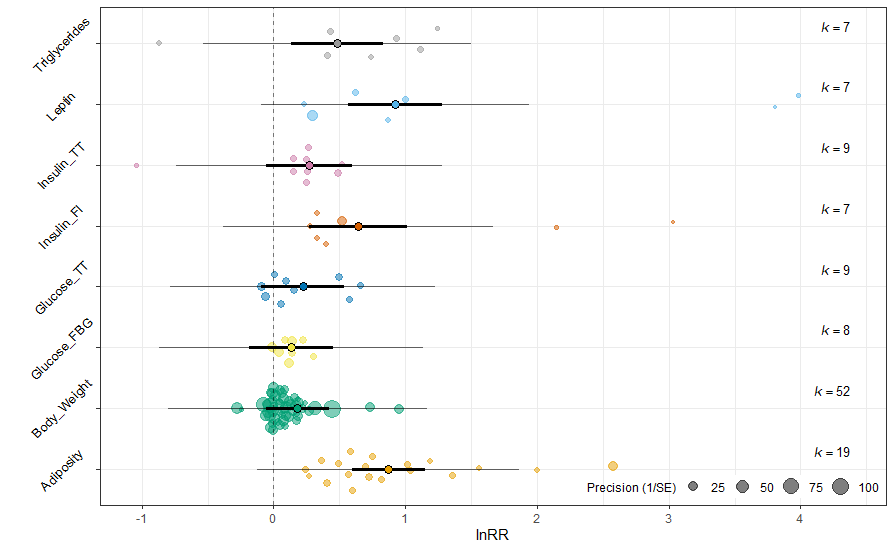 Triglycerides
k = 7
Leptin
k = 7
Insulin_TT
k = 9
Insulin_FI
k = 7
Glucose_TT
k = 9
Glucose_FBG
k = 8
Body_Weight
k = 52
Adiposity
k = 19
Precision (1/SE) 25 50 75 100
-1 0 1 2 3 4
lnRR